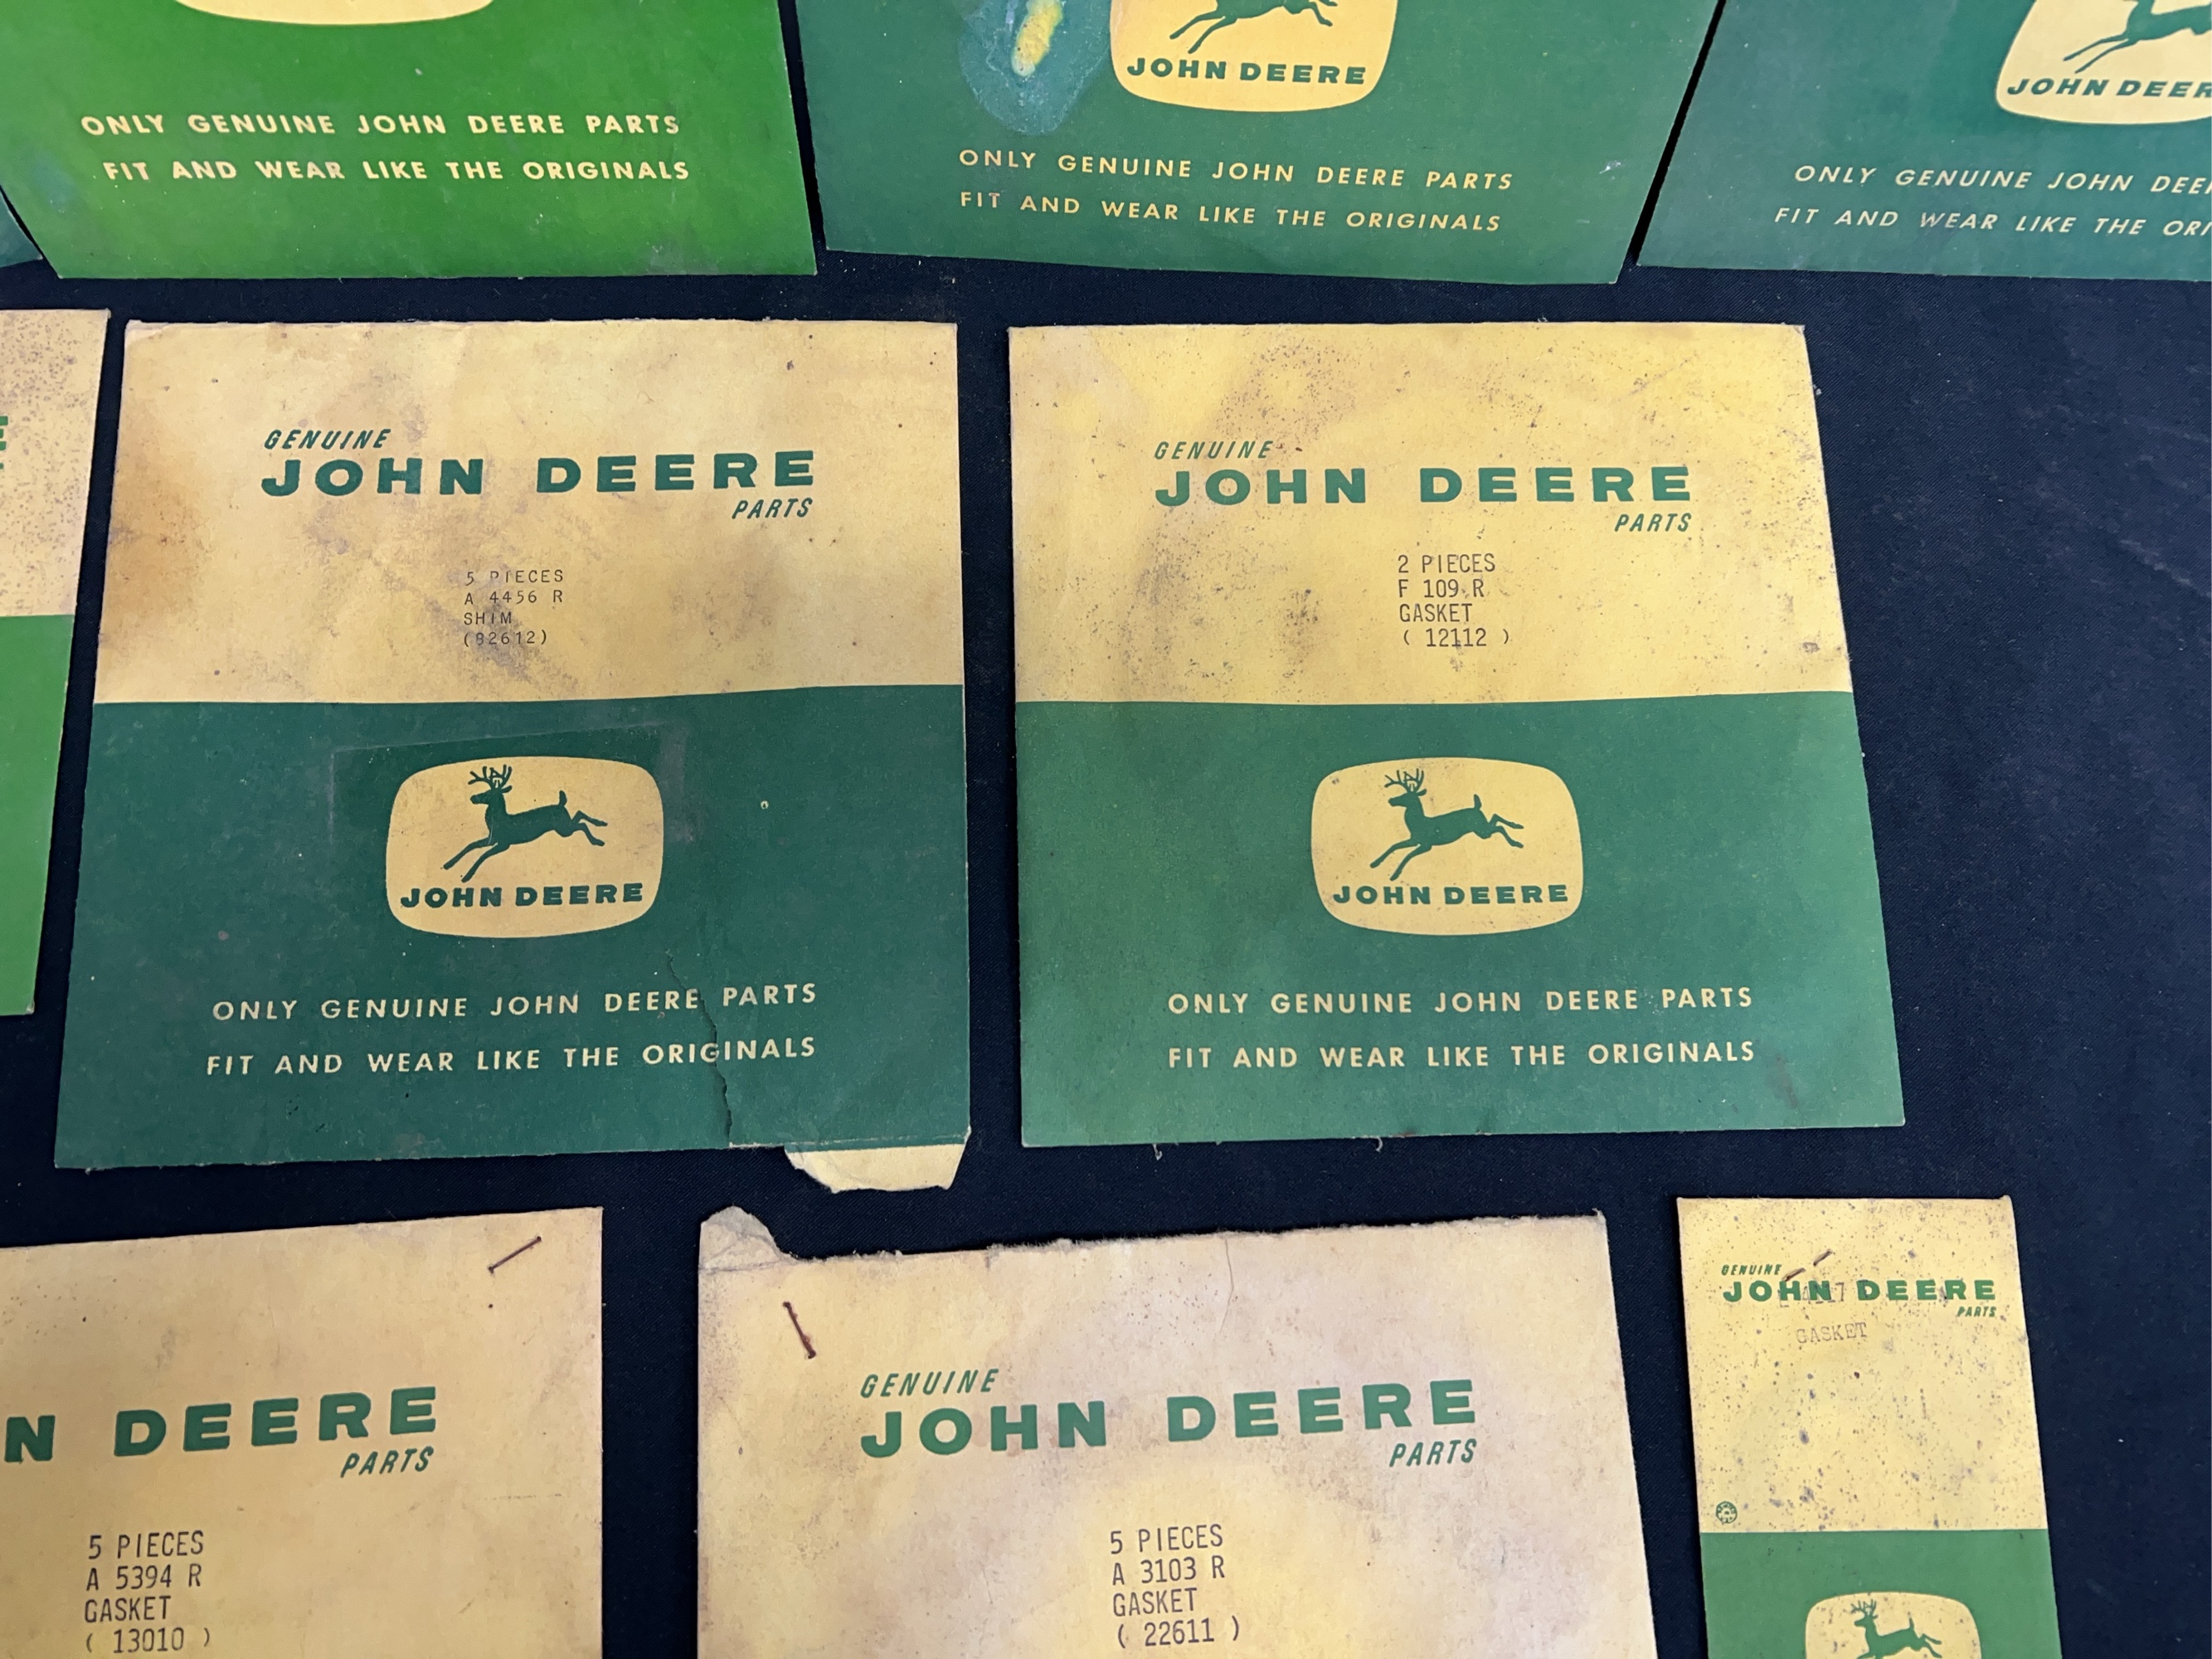 ONLY GENUINE JOHN DEERE PARTS
FIT AND WEAR LIKE THE ORIGINALS
JOHN DEERE
ONLY GENUINE JOHN DEERE PARTS
FIT AND WEAR LIKE THE ORIGINALS
JOHN DEER
ONLY GENUINE JOHN DEE
FIT AND WEAR LIKE THE ORI
E
GENUINE
JOHN DEERE
PARTS
5 PIECES
A 4456 R
SHIM
JOHN DEERE
ONLY GENUINE JOHN DEERE PARTS
FIT AND WEAR LIKE THE ORIGINALS
GENUINE
JOHN DEERE
PARTS
2 PIECES
F 109 R
GASKET
( 12112 )
JOHN DEERE
ONLY GENUINE JOHN DEERE PARTS
FIT AND WEAR LIKE THE ORIGINALS
N DEERE
PARTS
5 PIECES
A 5394 R
GASKET
( 13010 )
GENUINE
JOHN DEERE
PARTS
5 PIECES
A 3103 R
GASKET
( 22611 )
GENUINE
JOHN DEERE
PARTS
GASKET